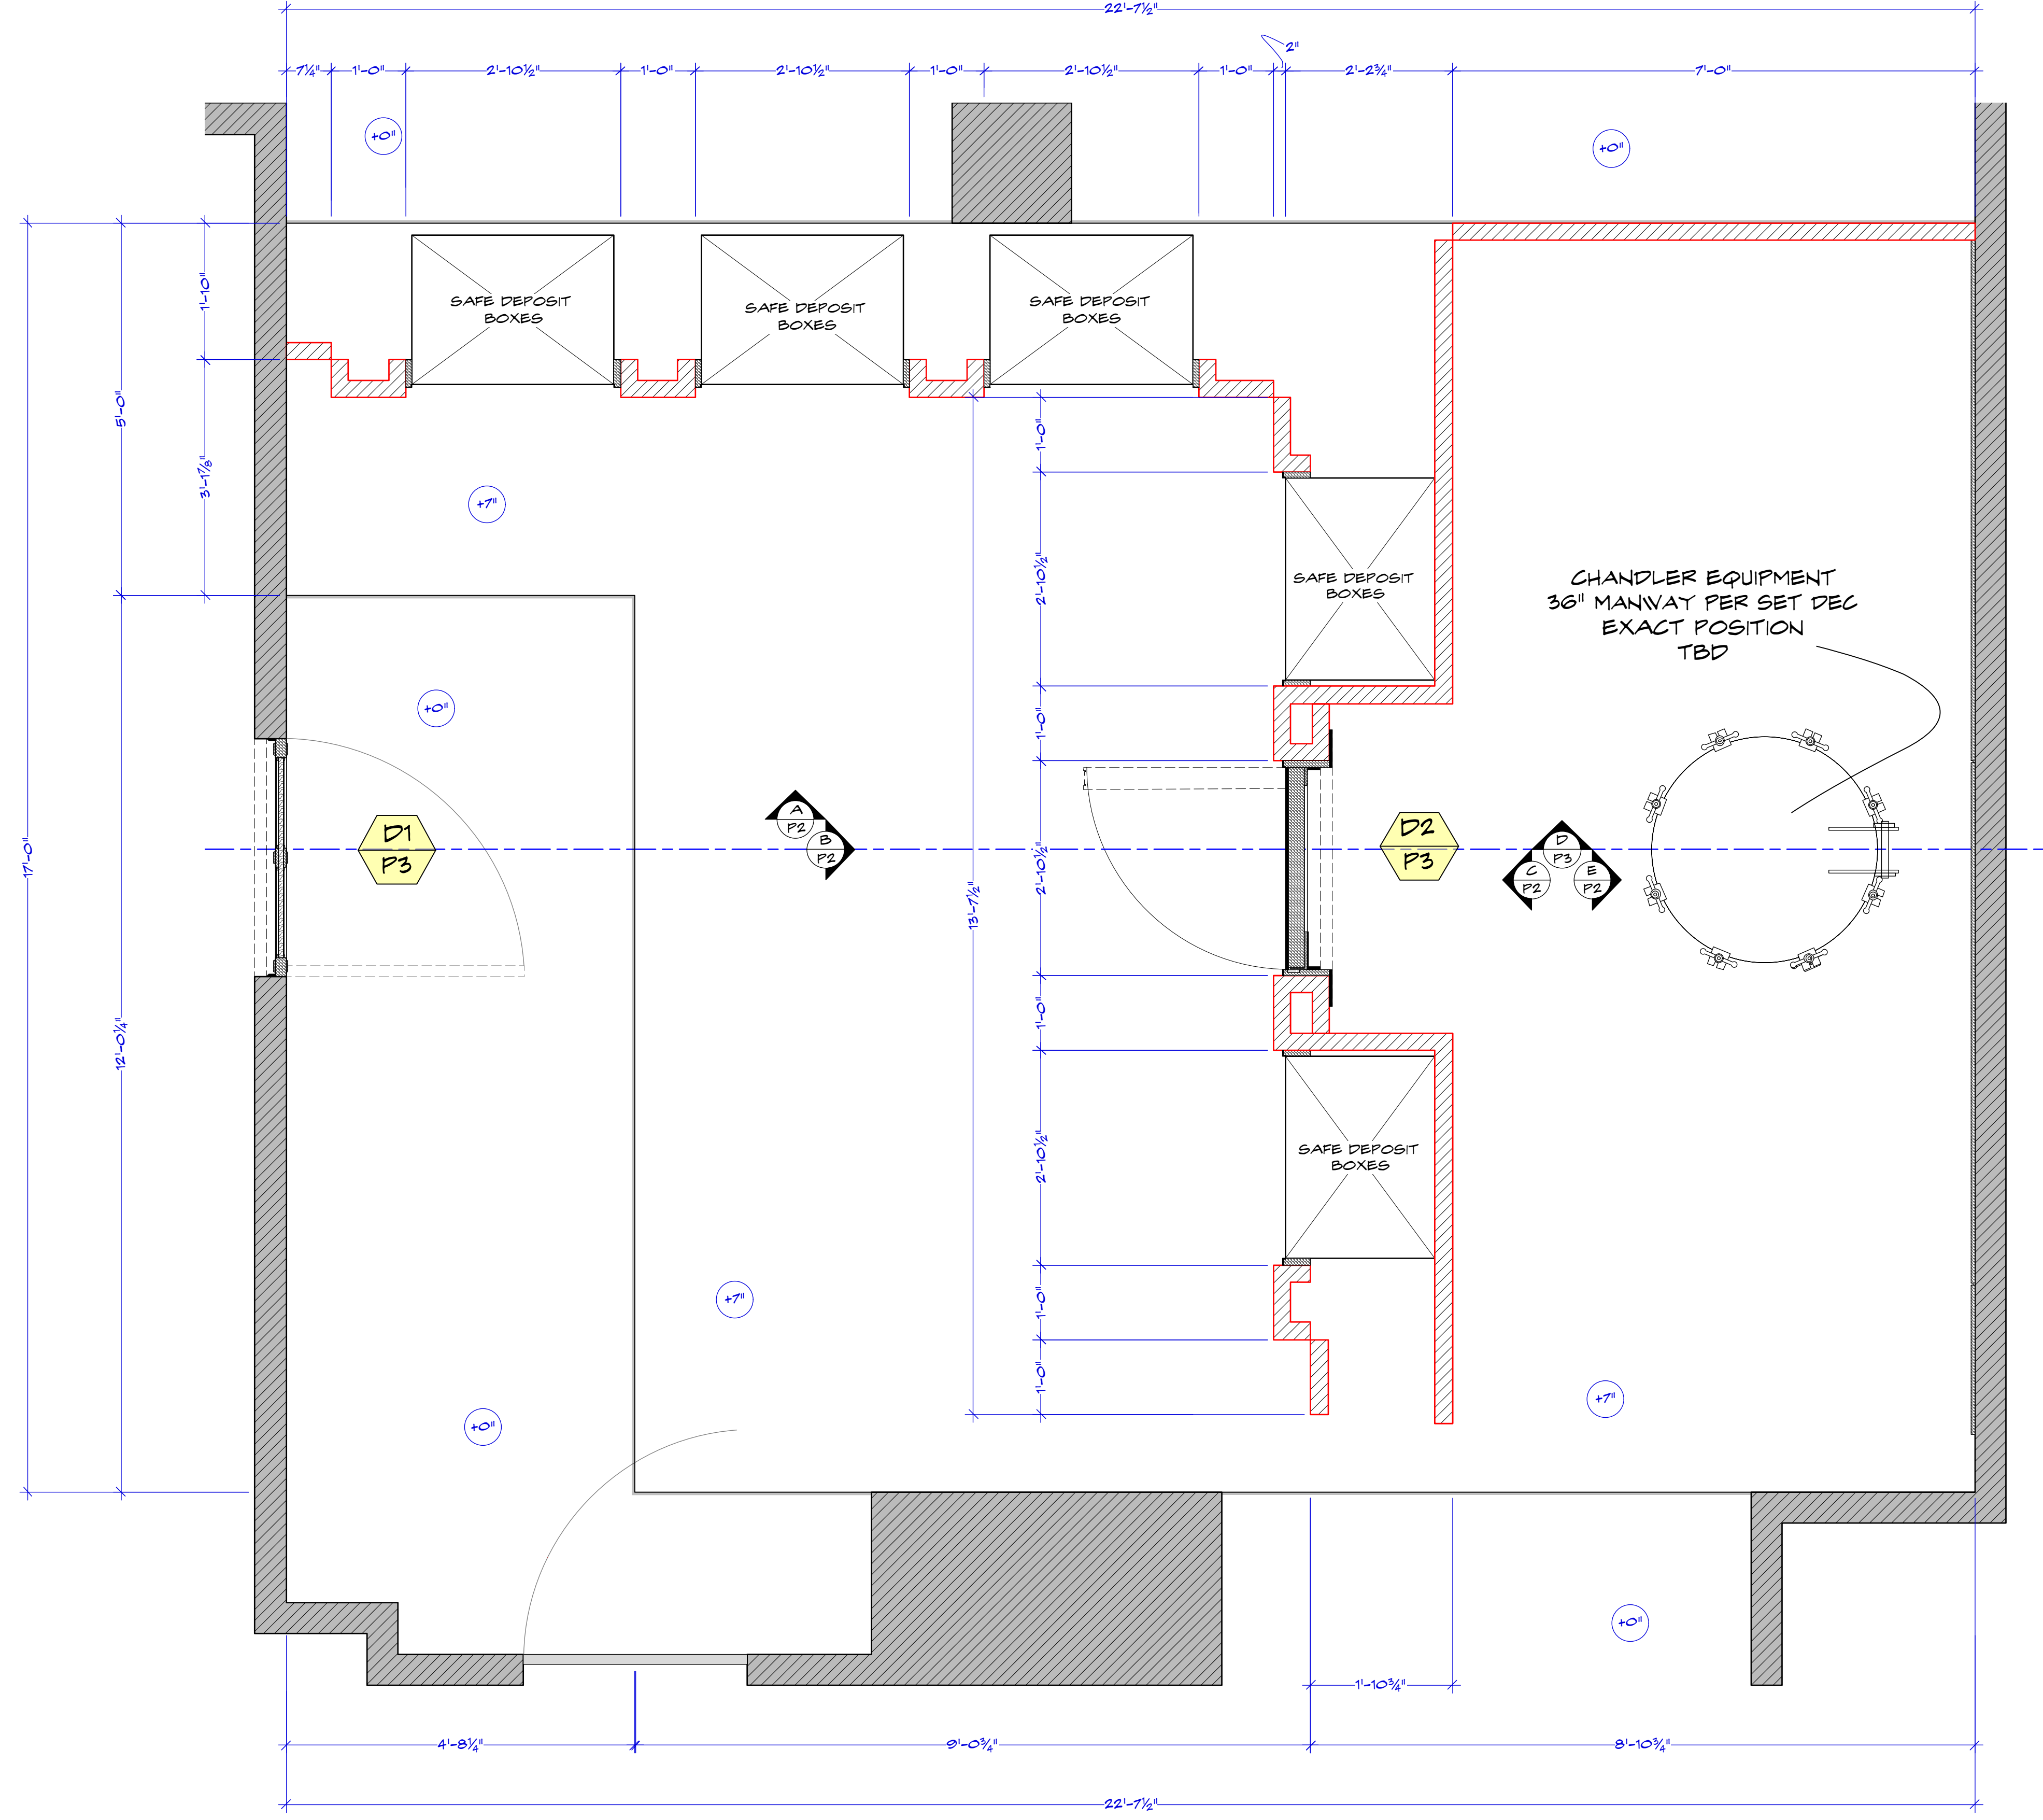 22'-7½"
2"
7¼"
1'-0"
2'-10½"
1'-0"
2'-10½"
1'-0"
2'-10½"
1'-0"
2'-2¾"
7'-0"
+0"
+0"
1'-10"
SAFE DEPOSIT
BOXES
SAFE DEPOSIT
BOXES
SAFE DEPOSIT
BOXES
5'-0"
3'-1⅞"
1'-0"
+7"
2'-10½"
SAFE DEPOSIT
BOXES
CHANDLER EQUIPMENT
36" MANWAY PER SET DEC
EXACT POSITION
TBD
+0"
1'-0"
D1
P3
A
P2
B
P2
17'-0"
13'-7½"
2'-10½"
D2
P3
D
P3
C
P2
E
P2
12'-0¼"
1'-0"
2'-10½"
SAFE DEPOSIT
BOXES
+7"
1'-0"
1'-0"
+7"
+0"
+0"
1'-10¾"
4'-8¼"
9'-0¾"
8'-10¾"
22'-7½"